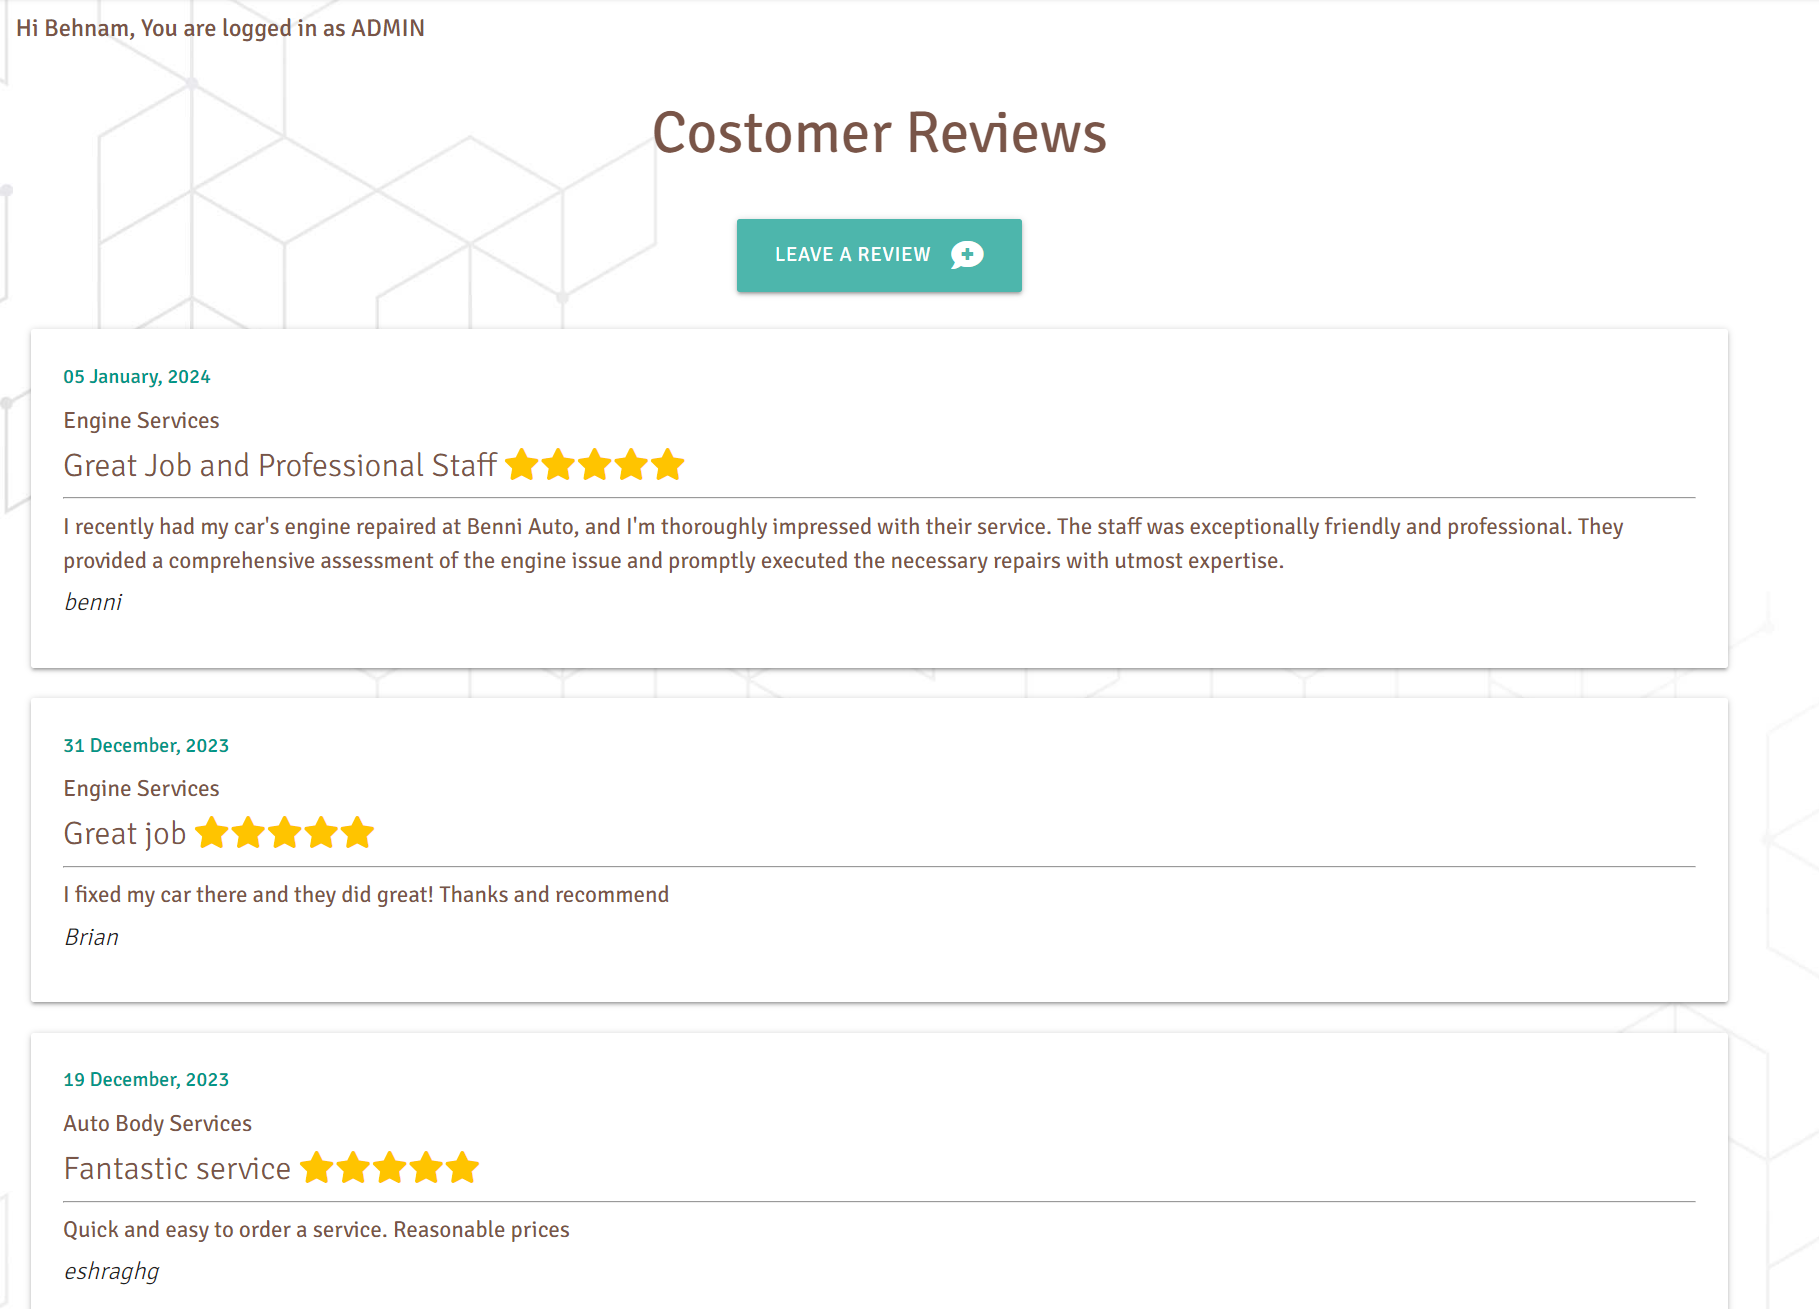 Hi Behnam, You are logged in as ADMIN
Costomer Reviews
LEAVE A REVIEW
05 January, 2024
Engine Services
Great Job and Professional Staff
I recently had my car's engine repaired at Benni Auto, and I'm thoroughly impressed with their service. The staff was exceptionally friendly and professional. They
provided a comprehensive assessment of the engine issue and promptly executed the necessary repairs with utmost expertise.
benni
31 December, 2023
Engine Services
Great job
I fixed my car there and they did great! Thanks and recommend
Brian
19 December, 2023
Auto Body Services
Fantastic service
Quick and easy to order a service. Reasonable prices
eshraghg